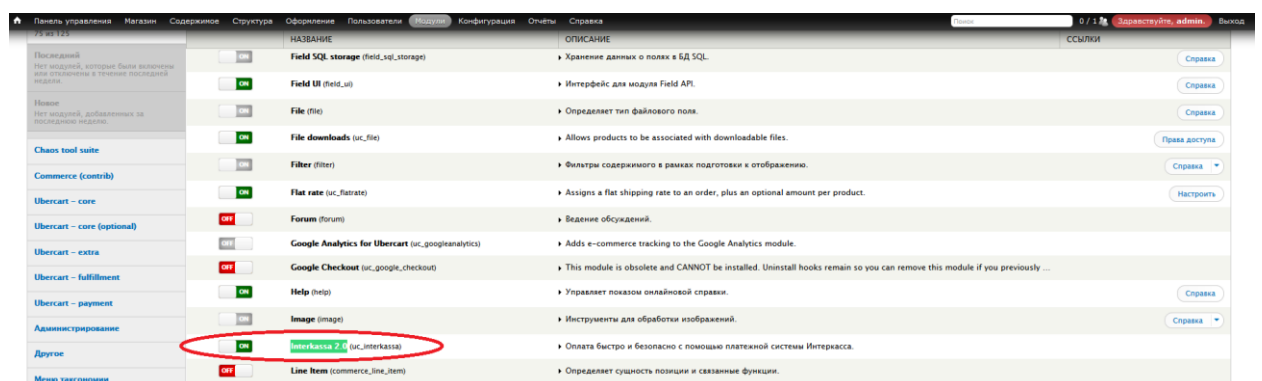 Панель управления Магазин Содержимое Структура Оформление Пользователи Модули Конфигурация Отчёты Справка Поиск 0 / 1 Здравствуйте, admin. Выход
75 из 125
НАЗВАНИЕ ОПИСАНИЕ ССЫЛКИ
Последний
Нет модулей, которые были включены
или отключены в течение последней
недели.
Новое
Нет модулей, добавленных за
последнюю неделю.
Chaos tool suite
Commerce (contrib)
Ubercart – core
Ubercart – core (optional)
Ubercart – extra
Ubercart – fulfillment
Ubercart – payment
Администрирование
Другое
Меню таксономии
ON Field SQL storage (field_sql_storage) Хранение данных о полях в БД SQL. Справка
ON Field UI (field_ui) Интерфейс для модуля Field API. Справка
ON File (file) Определяет тип файлового поля. Справка
ON File downloads (uc_file) Allows products to be associated with downloadable files. Права доступа
ON Filter (filter) Фильтры содержимого в рамках подготовки к отображению. Справка
ON Flat rate (uc_flatrate) Assigns a flat shipping rate to an order, plus an optional amount per product. Настроить
OFF Forum (forum) Ведение обсуждений.
OFF Google Analytics for Ubercart (uc_googleanalytics) Adds e-commerce tracking to the Google Analytics module.
OFF Google Checkout (uc_google_checkout) This module is obsolete and CANNOT be installed. Uninstall hooks remain so you can remove this module if you previously ...
ON Help (help) Управляет показом онлайновой справки. Справка
ON Image (image) Инструменты для обработки изображений. Справка
ON Interkassa 2.0 (uc_interkassa) Оплата быстро и безопасно с помощью платежной системы Интеркасса.
OFF Line Item (commerce_line_item) Определяет сущность позиции и связанные функции.